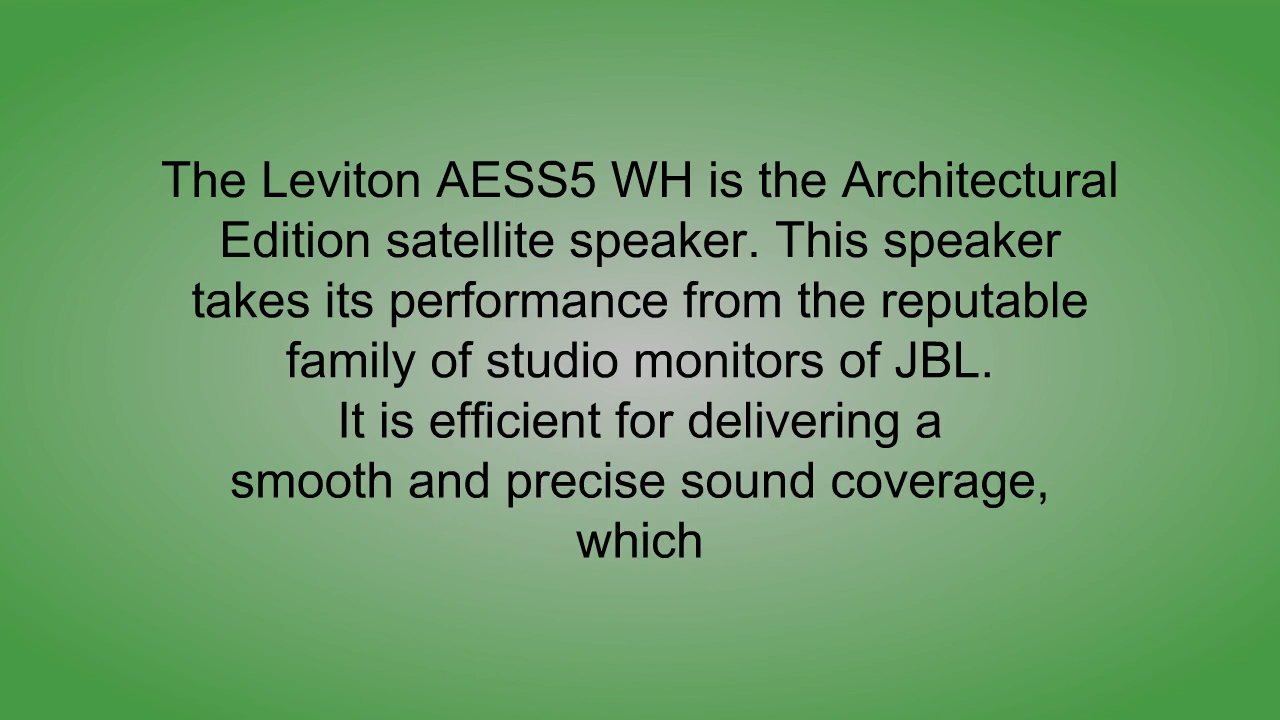 The Leviton AESS5 WH is the Architectural
Edition satellite speaker. This speaker
takes its performance from the reputable
family of studio monitors of JBL.
It is efficient for delivering a
smooth and precise sound coverage,
which